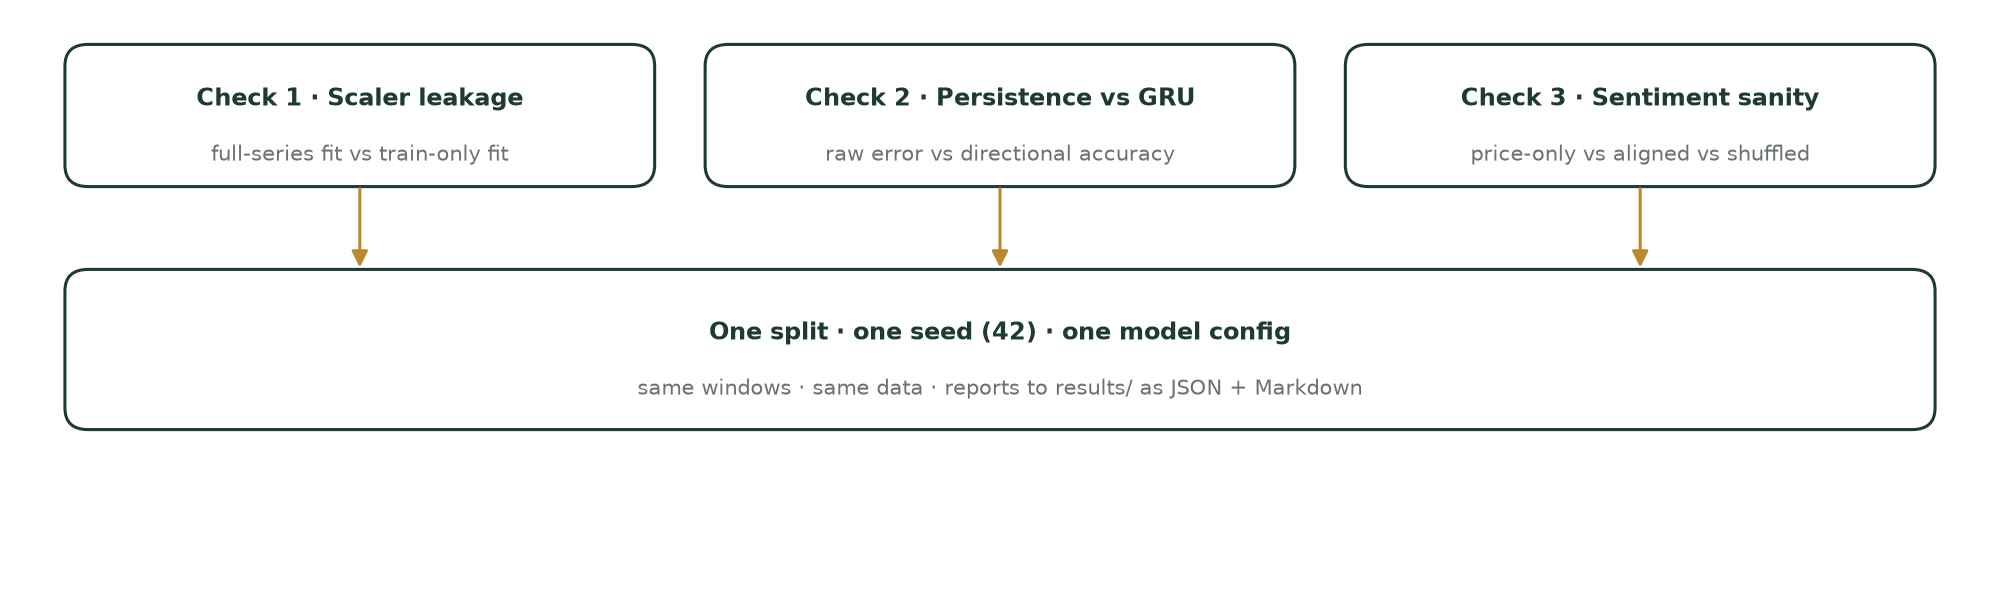 Check 1 · Scaler leakage
full-series fit vs train-only fit
Check 2 · Persistence vs GRU
raw error vs directional accuracy
Check 3 · Sentiment sanity
price-only vs aligned vs shuffled
One split · one seed (42) · one model config
same windows · same data · reports to results/ as JSON + Markdown